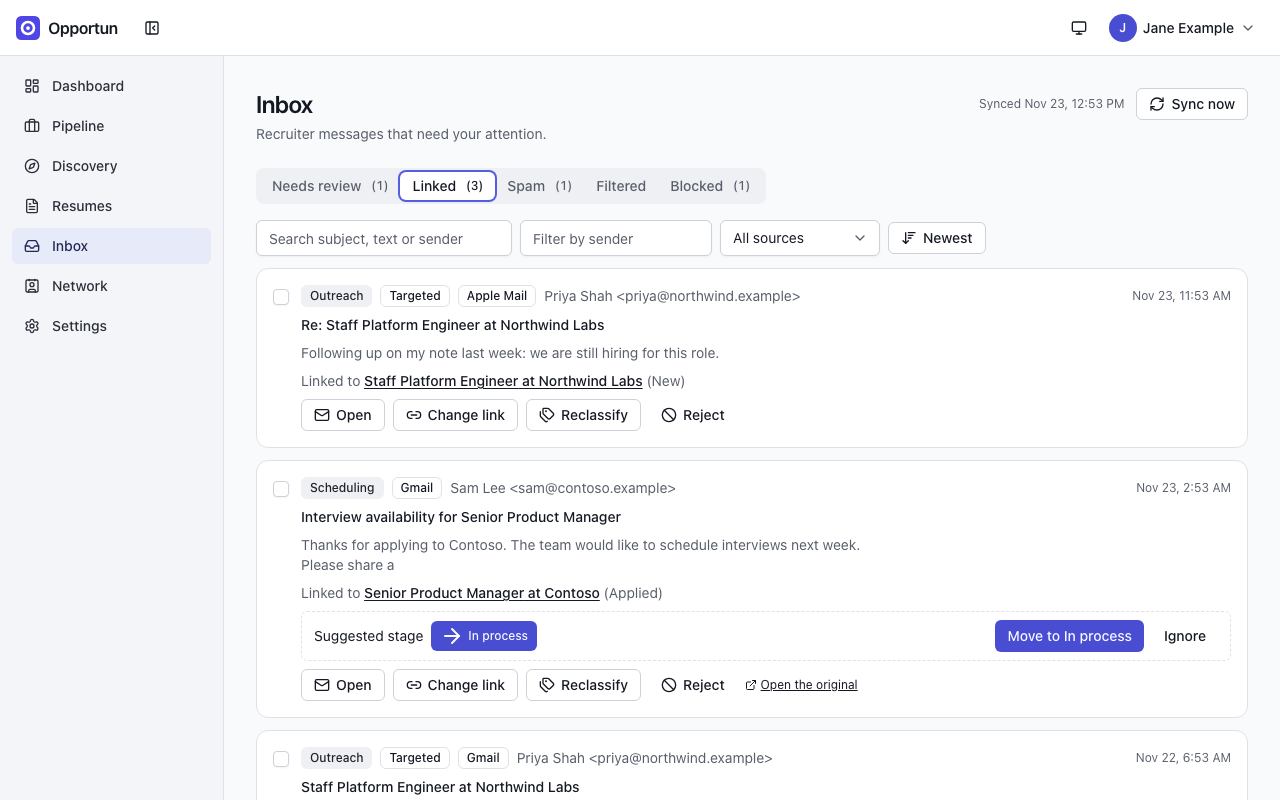 Opportun
J Jane Example
Dashboard
Pipeline
Discovery
Resumes
Inbox
Network
Settings
Inbox
Synced Nov 23, 12:53 PM Sync now
Recruiter messages that need your attention.
Needs review (1) Linked (3) Spam (1) Filtered Blocked (1)
Search subject, text or sender Filter by sender All sources Newest
Outreach Targeted Apple Mail Priya Shah <priya@northwind.example> Nov 23, 11:53 AM
Re: Staff Platform Engineer at Northwind Labs
Following up on my note last week: we are still hiring for this role.
Linked to Staff Platform Engineer at Northwind Labs (New)
Open Change link Reclassify Reject
Scheduling Gmail Sam Lee <sam@contoso.example> Nov 23, 2:53 AM
Interview availability for Senior Product Manager
Thanks for applying to Contoso. The team would like to schedule interviews next week.
Please share a
Linked to Senior Product Manager at Contoso (Applied)
Suggested stage In process Move to In process Ignore
Open Change link Reclassify Reject Open the original
Outreach Targeted Gmail Priya Shah <priya@northwind.example> Nov 22, 6:53 AM
Staff Platform Engineer at Northwind Labs